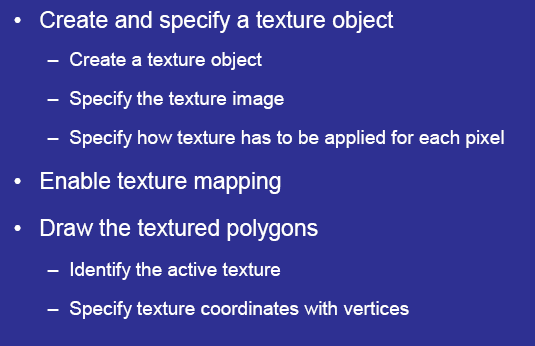 • Create and specify a texture object
– Create a texture object
– Specify the texture image
– Specify how texture has to be applied for each pixel
• Enable texture mapping
• Draw the textured polygons
– Identify the active texture
– Specify texture coordinates with vertices